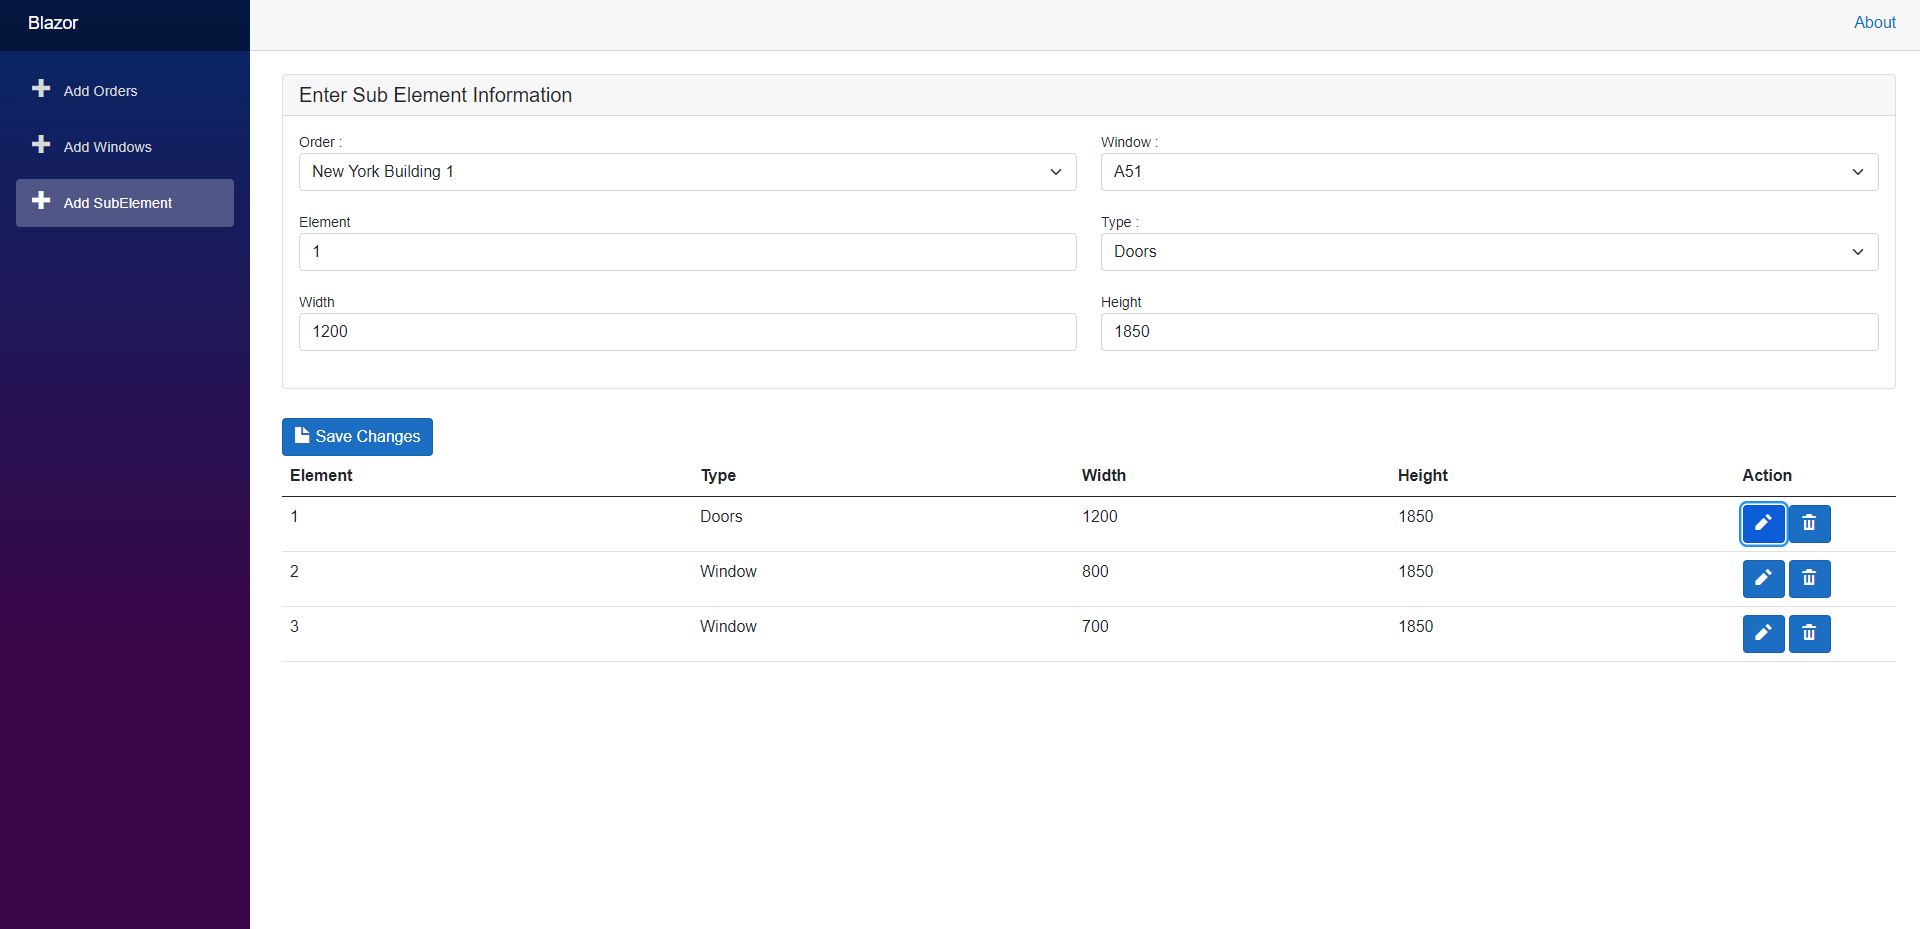 Blazor
About
Add Orders
Add Windows
Add SubElement
Enter Sub Element Information
Order :
Window :
New York Building 1
A51
Element
Type :
1
Doors
Width
Height
1200
1850
Save Changes
Element Type Width Height Action
1 Doors 1200 1850
2 Window 800 1850
3 Window 700 1850